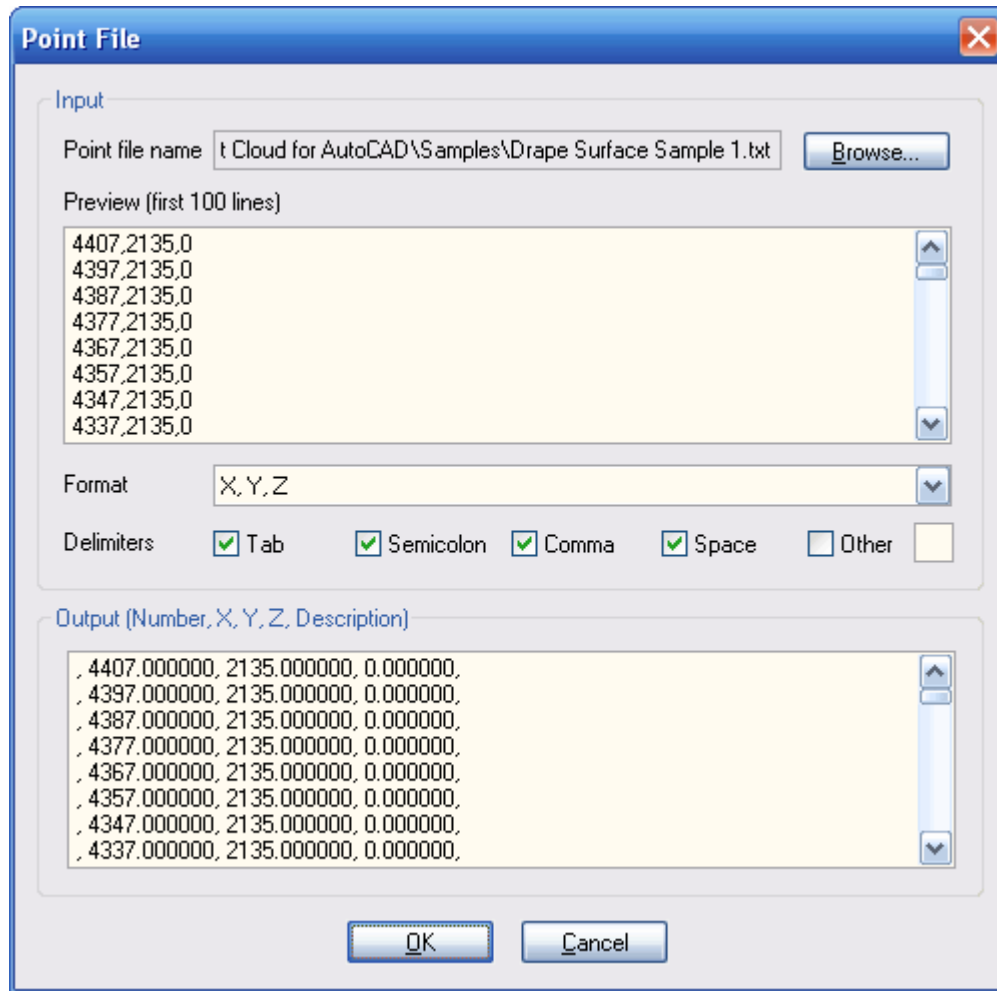 Point File
Input
Point file name t Cloud for AutoCAD\Samples\Drape Surface Sample 1.txt Browse...
Preview (first 100 lines)
4407,2135,0
4397,2135,0
4387,2135,0
4377,2135,0
4367,2135,0
4357,2135,0
4347,2135,0
4337,2135,0
Format X, Y, Z
Delimiters Tab Semicolon Comma Space Other
Output (Number, X, Y, Z, Description)
, 4407.000000, 2135.000000, 0.000000,
, 4397.000000, 2135.000000, 0.000000,
, 4387.000000, 2135.000000, 0.000000,
, 4377.000000, 2135.000000, 0.000000,
, 4367.000000, 2135.000000, 0.000000,
, 4357.000000, 2135.000000, 0.000000,
, 4347.000000, 2135.000000, 0.000000,
, 4337.000000, 2135.000000, 0.000000,
OK Cancel